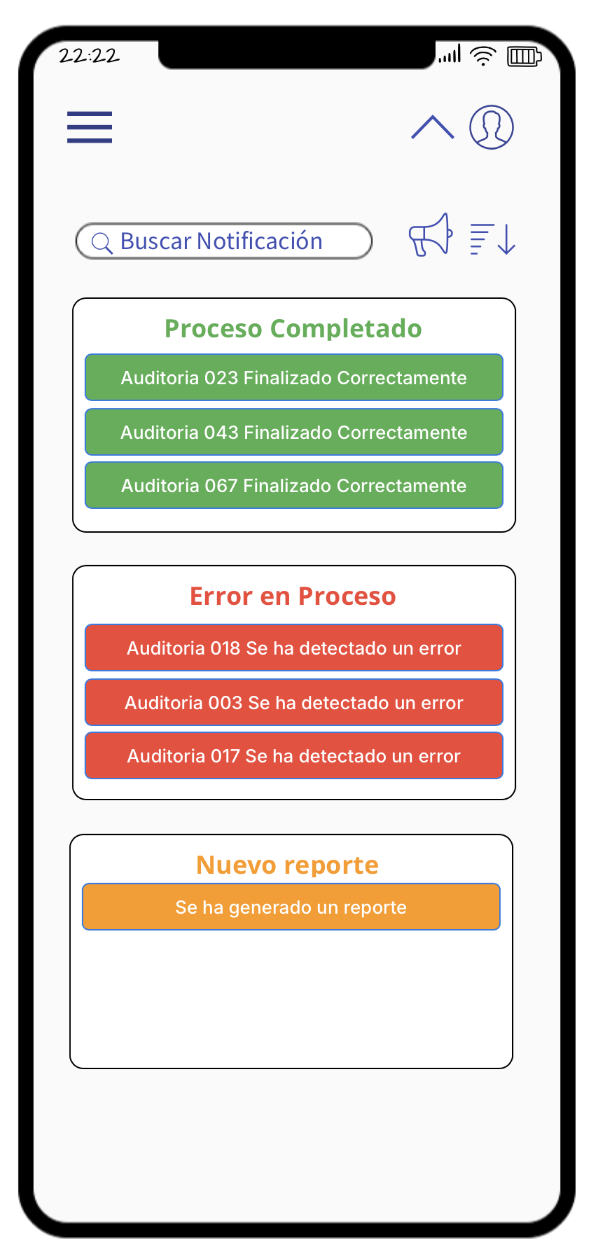 22:22
Buscar Notificación
Proceso Completado
Auditoria 023 Finalizado Correctamente
Auditoria 043 Finalizado Correctamente
Auditoria 067 Finalizado Correctamente
Error en Proceso
Auditoria 018 Se ha detectado un error
Auditoria 003 Se ha detectado un error
Auditoria 017 Se ha detectado un error
Nuevo reporte
Se ha generado un reporte